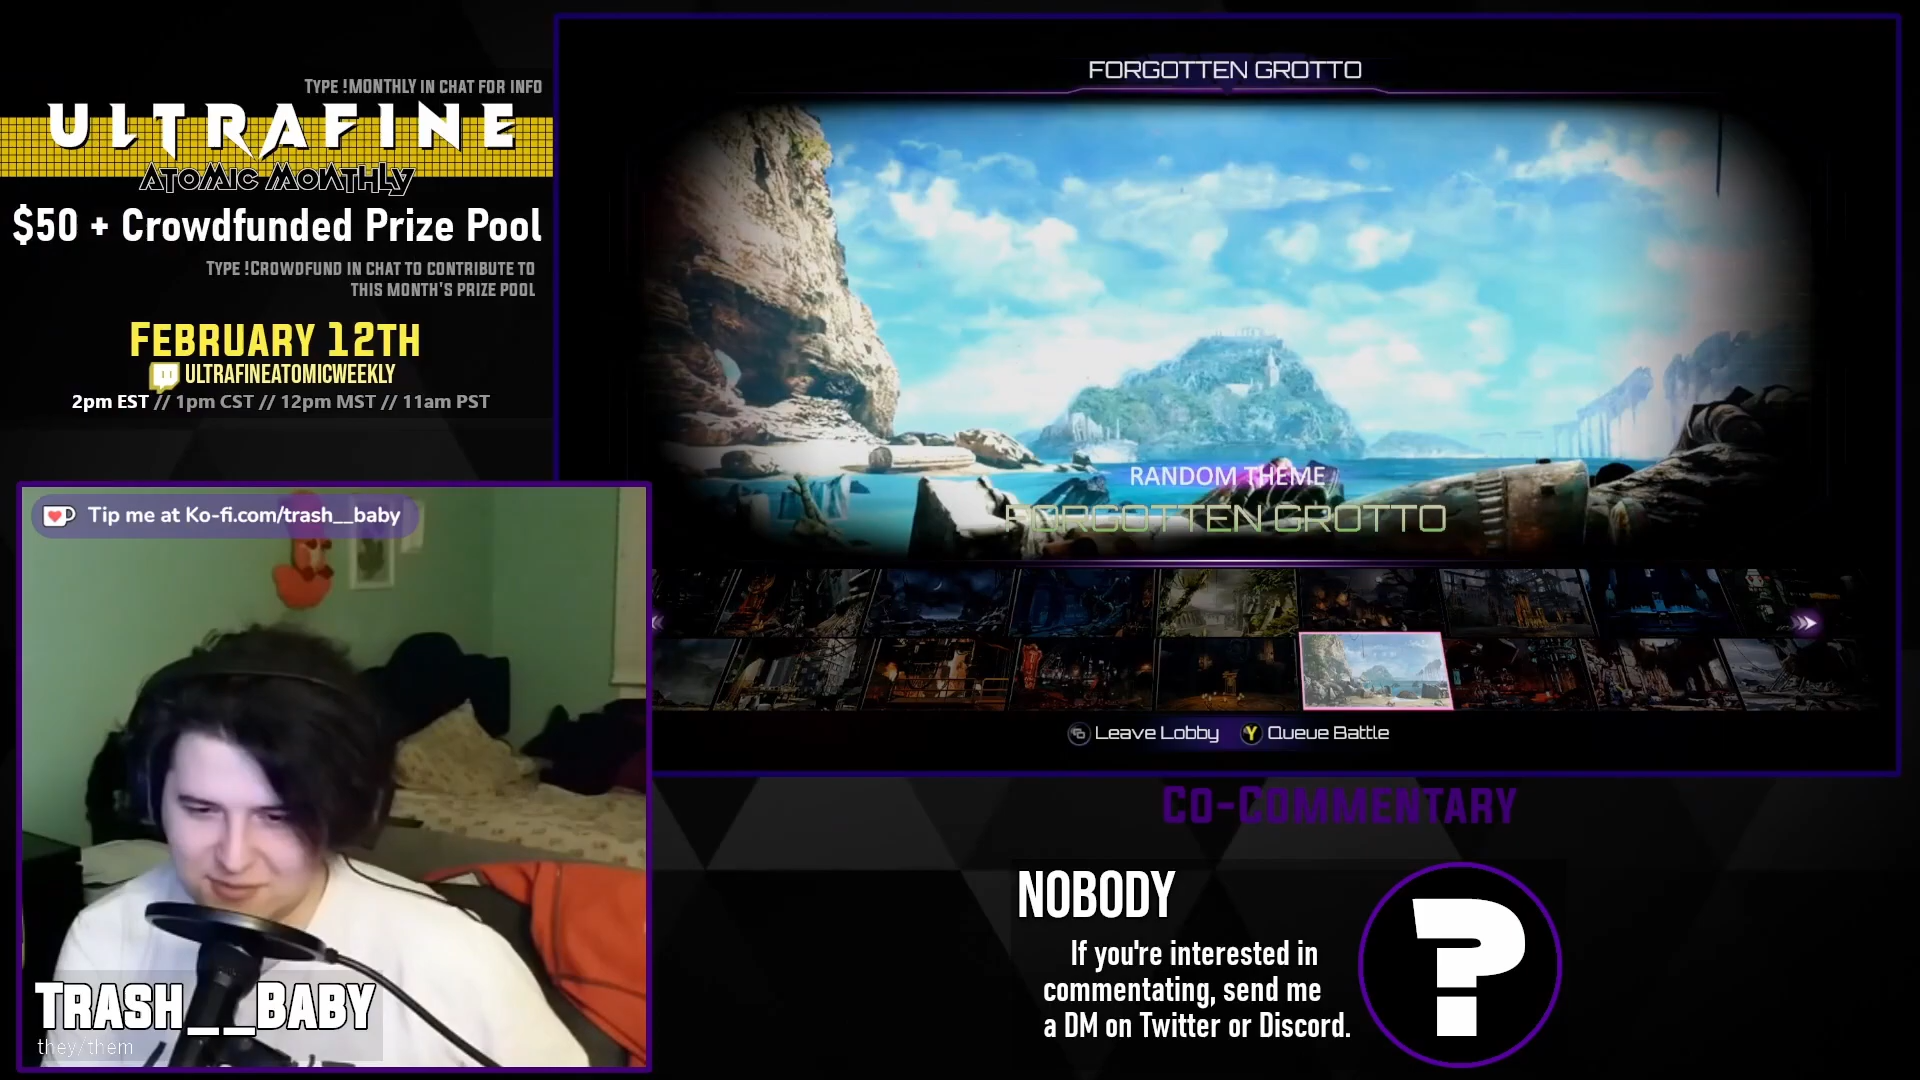 Type !Monthly in chat for info
ULTRAFINE
Atomic Monthly
$50 + Crowdfunded Prize Pool
Type !Crowdfund in chat to contribute to
this month's prize pool
February 12th
ULTRAFINEATOMICWEEKLY
2pm EST // 1pm CST // 12pm MST // 11am PST
FORGOTTEN GROTTO
RANDOM THEME
FORGOTTEN GROTTO
Leave Lobby Y Queue Battle
Tip me at Ko-fi.com/trash__baby
Trash__Baby
they/them
Co-Commentary
NOBODY
If you're interested in
commentating, send me
a DM on Twitter or Discord.
?